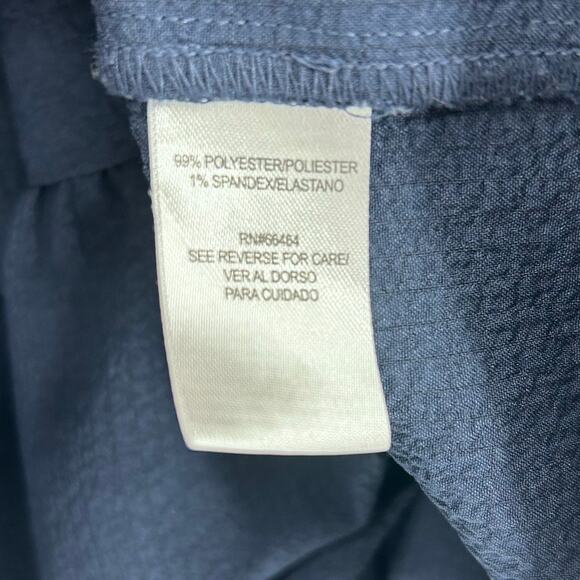 99% POLYESTER/POLIESTER
1% SPANDEX/ELASTANO
RN#66464
SEE REVERSE FOR CARE/
VER AL DORSO
PARA CUIDADO